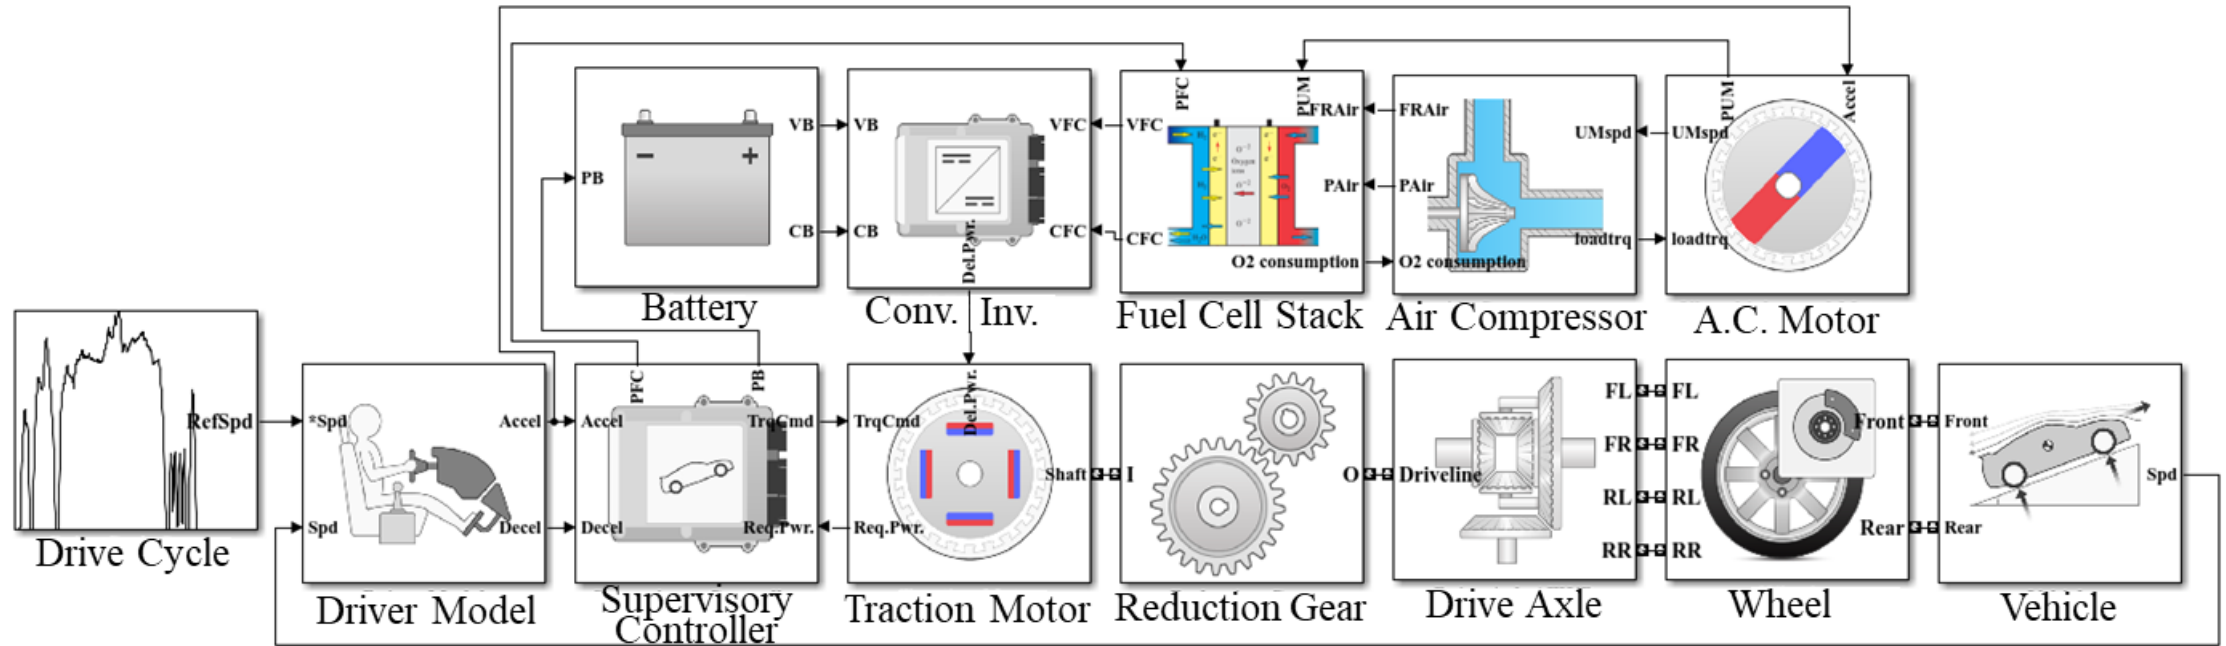 PFC
PUM
PUM
Accel
VB
VB
VFC
VFC
FRAir
FRAir
UMspd
UMspd
PB
PAir
PAir
CB
CB
CFC
CFC
loadtrq
loadtrq
O2 consumption
O2 consumption
Del.Pwr.
Battery
Conv.
Inv.
Fuel Cell Stack
Air Compressor
A.C. Motor
PFC
PB
Del.Pwr.
RefSpd
*Spd
Accel
Accel
TrqCmd
TrqCmd
Shaft
I
O
Driveline
FL
FL
FR
FR
RL
RL
RR
RR
Front
Front
Rear
Rear
Spd
Spd
Decel
Decel
Req.Pwr.
Req.Pwr.
Drive Cycle
Driver Model
Supervisory
Controller
Traction Motor
Reduction Gear
Drive Axle
Wheel
Vehicle